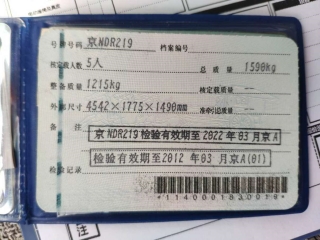 号牌号码 京NDR219 档案编号
核定载人数 5人 总质量 1590kg
整备质量 1215kg 核定载质量 --
外廓尺寸 4542×1775×1490mm 准牵引总质量 --
备注 京NDR219检验有效期至2022年03月京A
检验有效期至2012年03月京A(01)
检验记录
*1140001830019*